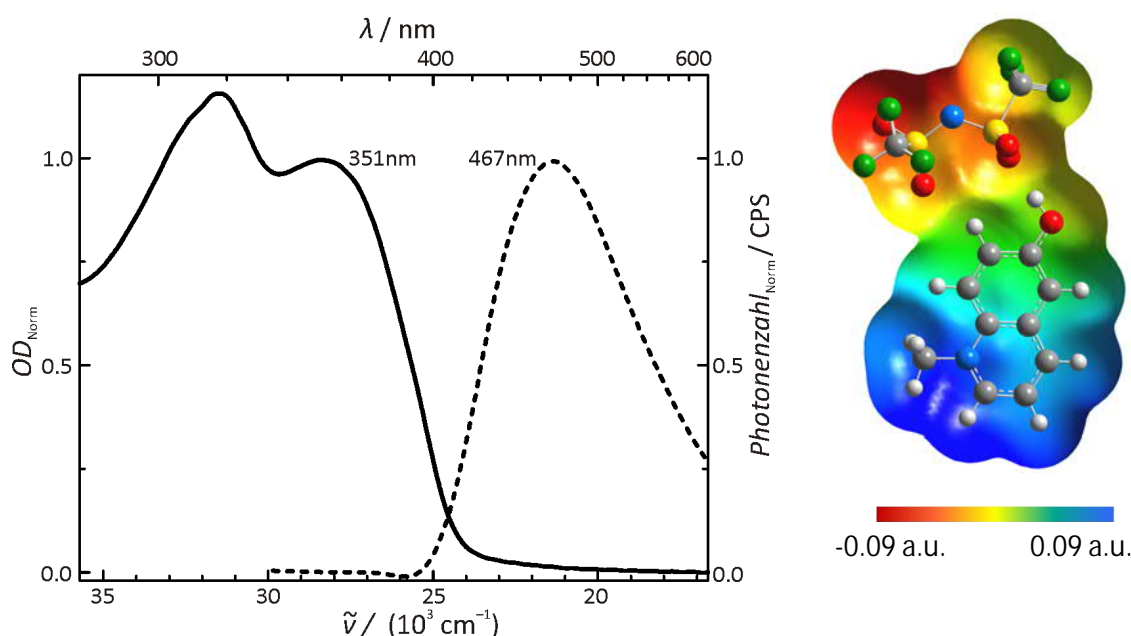 λ / nm
300 400 500 600
1.0 351nm 467nm 1.0
OD_Norm
Photonenzahl_Norm / CPS
0.5 0.5
0.0 0.0
35 30 25 20
ν̃ / (10³ cm⁻¹)
-0.09 a.u. 0.09 a.u.